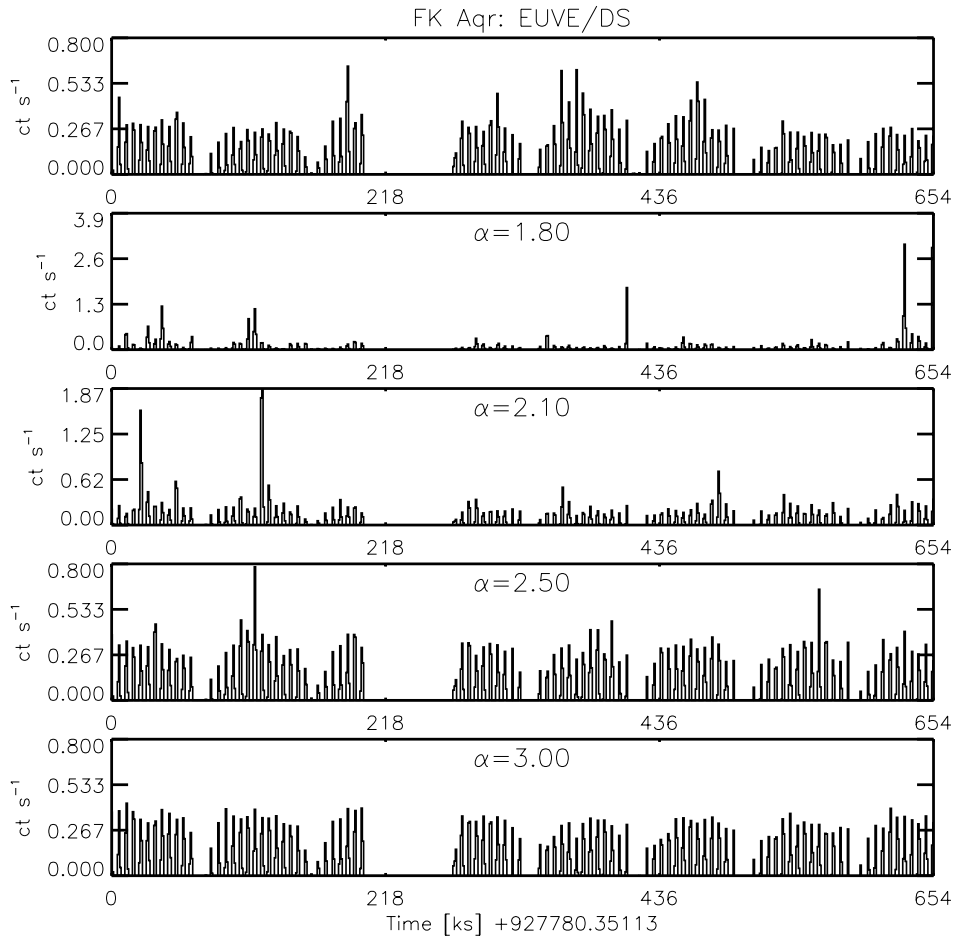 FK Aqr: EUVE/DS
0.800
0.533
0.267
0.000
ct s⁻¹
0 218 436 654
α=1.80
3.9
2.6
1.3
0.0
ct s⁻¹
0 218 436 654
α=2.10
1.87
1.25
0.62
0.00
ct s⁻¹
0 218 436 654
α=2.50
0.800
0.533
0.267
0.000
ct s⁻¹
0 218 436 654
α=3.00
0.800
0.533
0.267
0.000
ct s⁻¹
0 218 436 654
Time [ks] +927780.35113